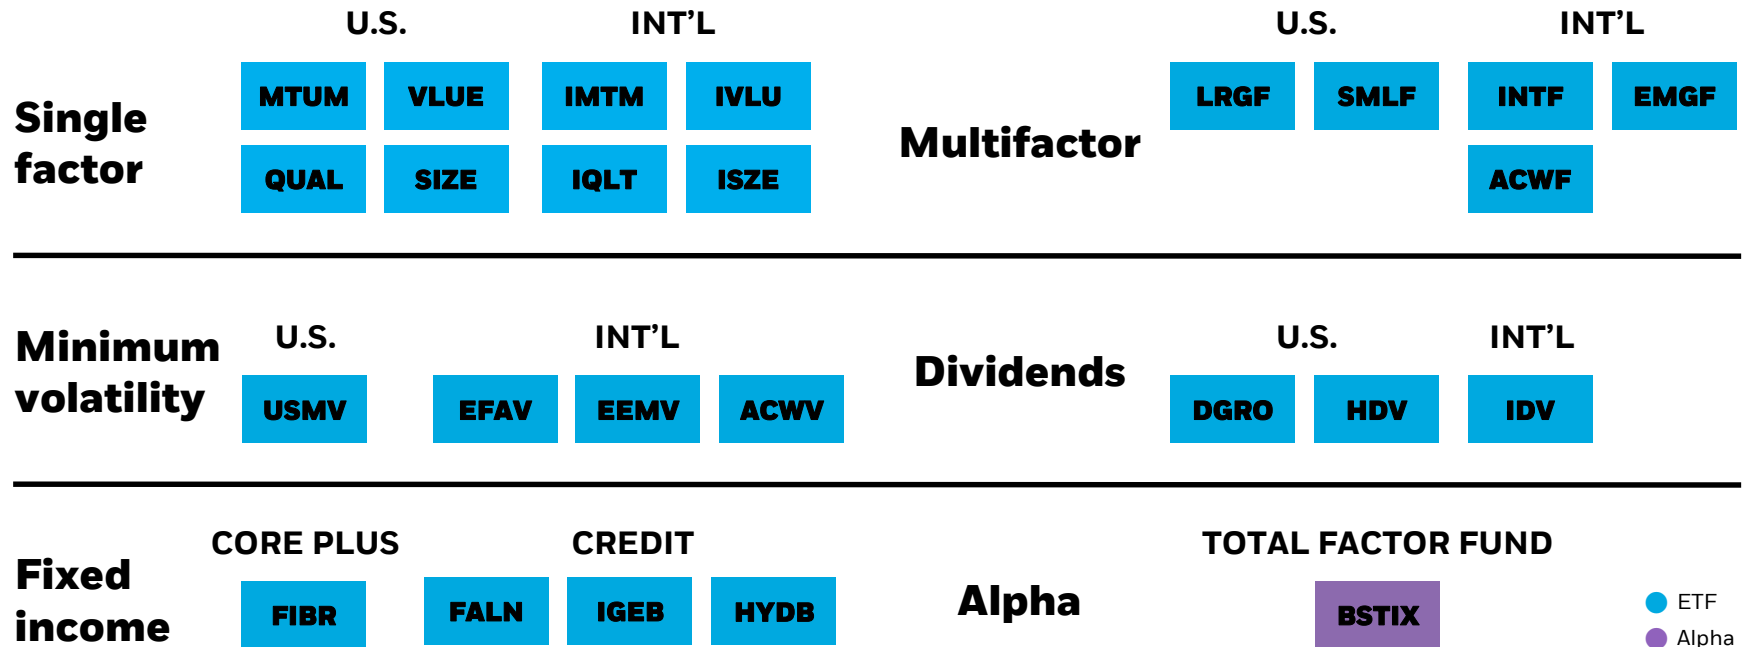 U.S. INT’L
Single
factor
MTUM VLUE IMTM IVLU
QUAL SIZE IQLT ISZE
U.S. INT’L
Multifactor
LRGF SMLF INTF EMGF
ACWF
Minimum
volatility
U.S. INT’L
USMV EFAV EEMV ACWV
Dividends
U.S. INT’L
DGRO HDV IDV
Fixed
income
CORE PLUS CREDIT
FIBR FALN IGEB HYDB
Alpha
TOTAL FACTOR FUND
BSTIX
ETF
Alpha